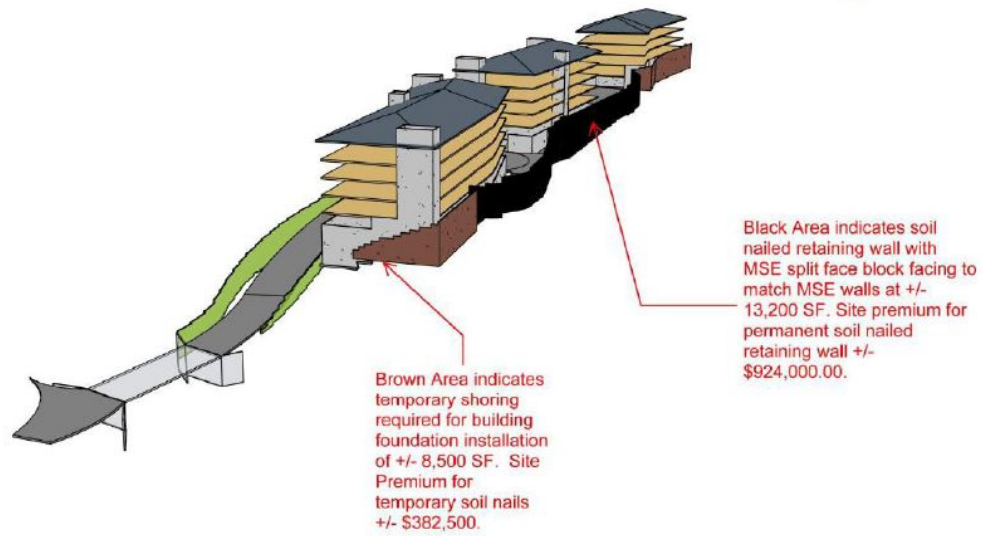 Black Area indicates soil
nailed retaining wall with
MSE split face block facing to
match MSE walls at +/-
13,200 SF. Site premium for
permanent soil nailed
retaining wall +/-
$924,000.00.
Brown Area indicates
temporary shoring
required for building
foundation installation
of +/- 8,500 SF. Site
Premium for
temporary soil nails
+/- $382,500.